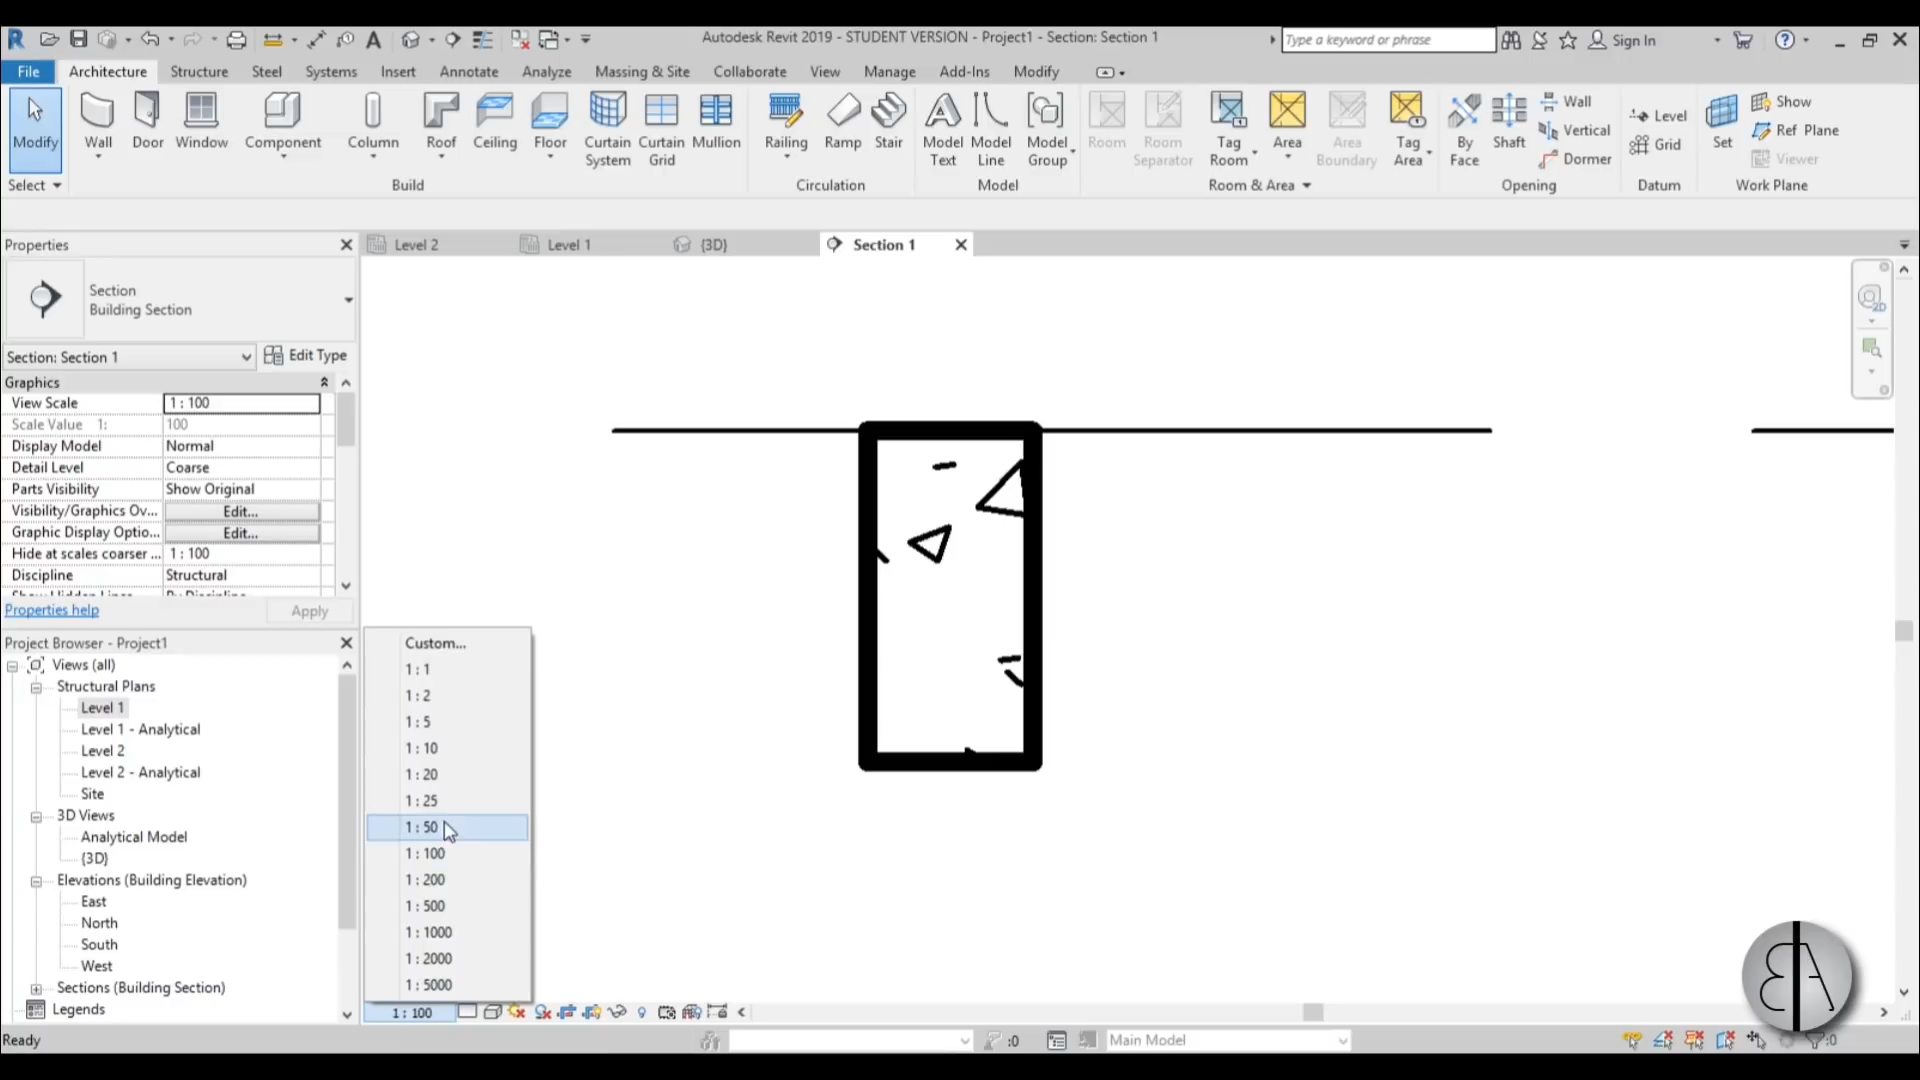 Autodesk Revit 2019 - STUDENT VERSION - Project1 - Section: Section 1
Type a keyword or phrase
Sign In
File
Architecture
Structure
Steel
Systems
Insert
Annotate
Analyze
Massing & Site
Collaborate
View
Manage
Add-Ins
Modify
Modify
Wall
Door
Window
Component
Column
Roof
Ceiling
Floor
Curtain
System
Curtain
Grid
Mullion
Railing
Ramp
Stair
Model
Text
Model
Line
Model
Group
Room
Room
Separator
Tag
Room
Area
Area
Boundary
Tag
Area
By
Face
Shaft
Wall
Vertical
Dormer
Level
Grid
Set
Show
Ref Plane
Viewer
Select
Build
Circulation
Model
Room & Area
Opening
Datum
Work Plane
Properties
Level 2
Level 1
{3D}
Section 1
Section
Building Section
Section: Section 1
Edit Type
Graphics
View Scale 1 : 100
Scale Value 1: 100
Display Model Normal
Detail Level Coarse
Parts Visibility Show Original
Visibility/Graphics Ov... Edit...
Graphic Display Optio... Edit...
Hide at scales coarser ... 1 : 100
Discipline Structural
Properties help
Apply
Project Browser - Project1
Views (all)
Structural Plans
Level 1
Level 1 - Analytical
Level 2
Level 2 - Analytical
Site
3D Views
Analytical Model
{3D}
Elevations (Building Elevation)
East
North
South
West
Sections (Building Section)
Legends
Custom...
1 : 1
1 : 2
1 : 5
1 : 10
1 : 20
1 : 25
1 : 50
1 : 100
1 : 200
1 : 500
1 : 1000
1 : 2000
1 : 5000
1 : 100
2D
Ready
:0
Main Model
:0